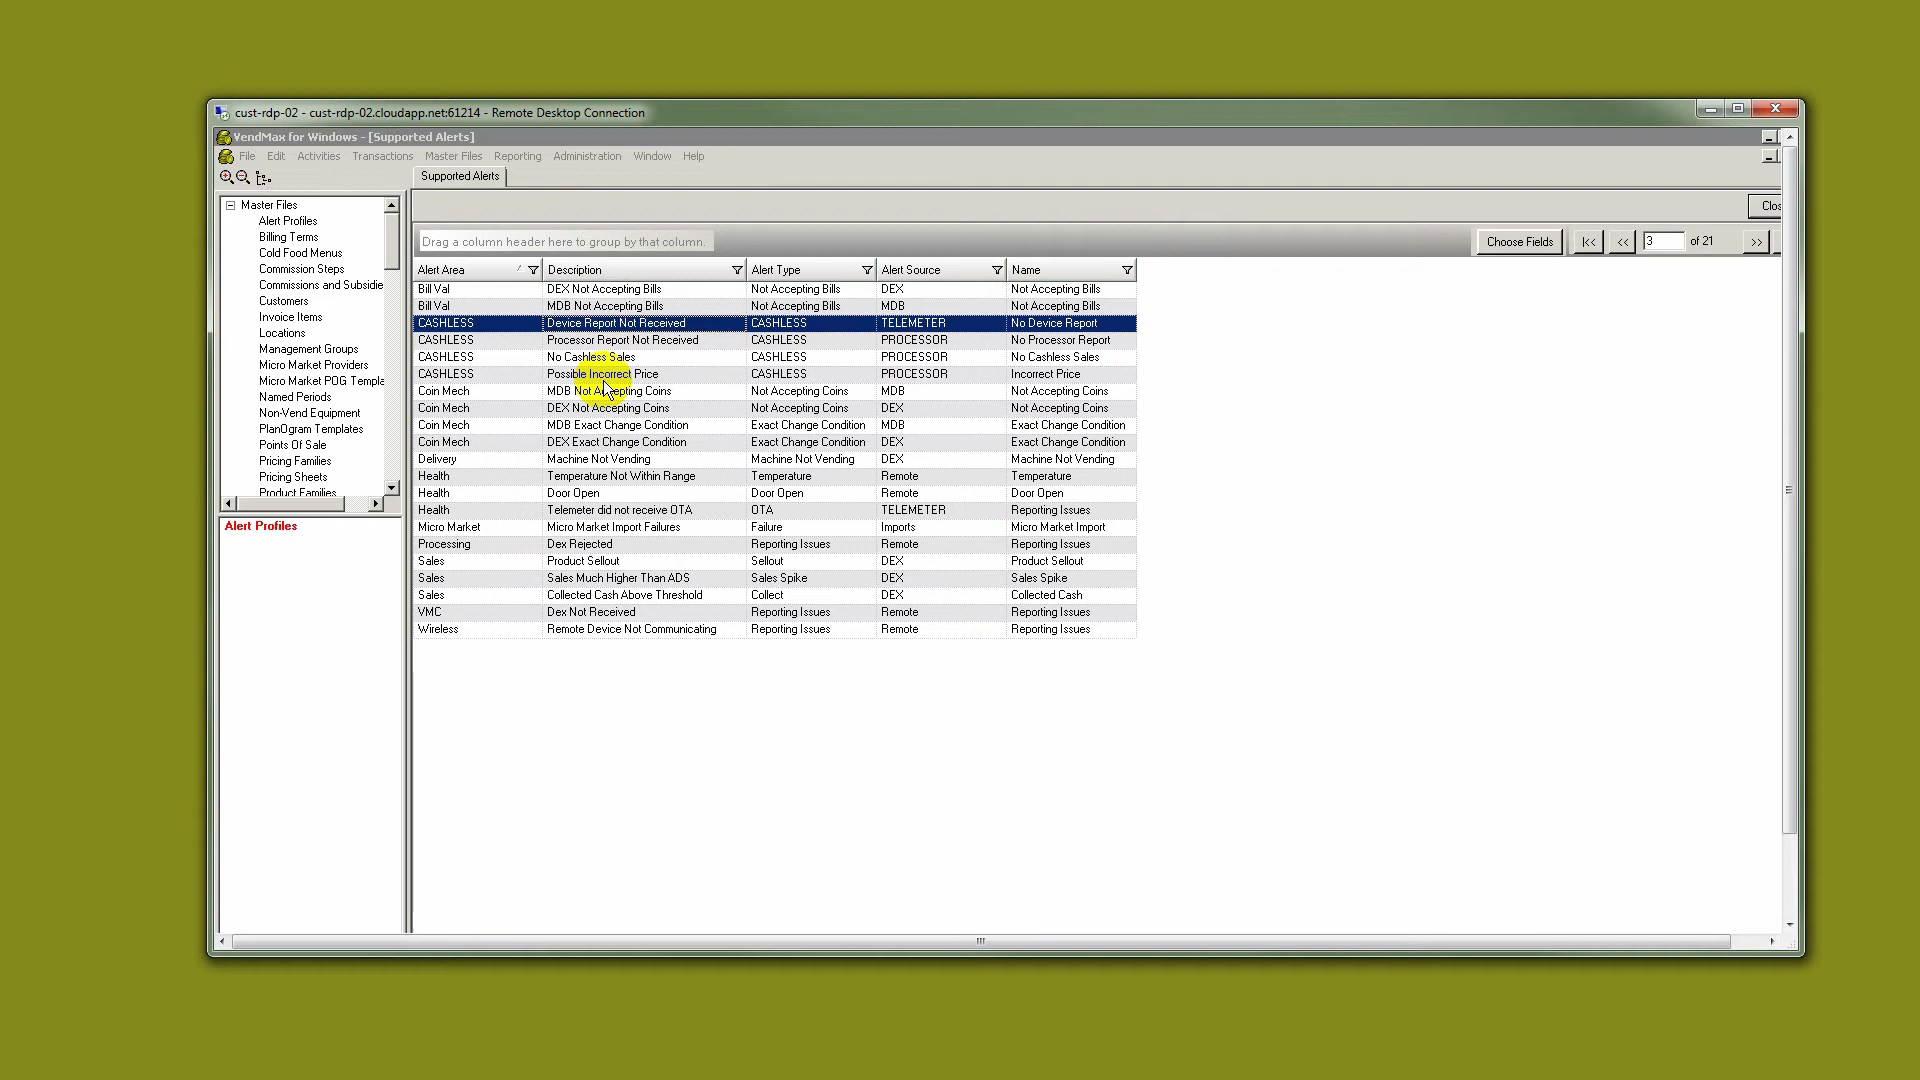 cust-rdp-02 - cust-rdp-02.cloudapp.net:61214 - Remote Desktop Connection
VendMax for Windows - [Supported Alerts]
File Edit Activities Transactions Master Files Reporting Administration Window Help
Supported Alerts
Master Files
Alert Profiles
Billing Terms
Cold Food Menus
Commission Steps
Commissions and Subsidie
Customers
Invoice Items
Locations
Management Groups
Micro Market Providers
Micro Market POG Templa
Named Periods
Non-Vend Equipment
PlanOgram Templates
Points Of Sale
Pricing Families
Pricing Sheets
Product Families
Alert Profiles
Clos
Drag a column header here to group by that column.
Choose Fields |<< << 3 of 21 >>
Alert Area Description Alert Type Alert Source Name
Bill Val DEX Not Accepting Bills Not Accepting Bills DEX Not Accepting Bills
Bill Val MDB Not Accepting Bills Not Accepting Bills MDB Not Accepting Bills
CASHLESS Device Report Not Received CASHLESS TELEMETER No Device Report
CASHLESS Processor Report Not Received CASHLESS PROCESSOR No Processor Report
CASHLESS No Cashless Sales CASHLESS PROCESSOR No Cashless Sales
CASHLESS Possible Incorrect Price CASHLESS PROCESSOR Incorrect Price
Coin Mech MDB Not Accepting Coins Not Accepting Coins MDB Not Accepting Coins
Coin Mech DEX Not Accepting Coins Not Accepting Coins DEX Not Accepting Coins
Coin Mech MDB Exact Change Condition Exact Change Condition MDB Exact Change Condition
Coin Mech DEX Exact Change Condition Exact Change Condition DEX Exact Change Condition
Delivery Machine Not Vending Machine Not Vending DEX Machine Not Vending
Health Temperature Not Within Range Temperature Remote Temperature
Health Door Open Door Open Remote Door Open
Health Telemeter did not receive OTA OTA TELEMETER Reporting Issues
Micro Market Micro Market Import Failures Failure Imports Micro Market Import
Processing Dex Rejected Reporting Issues Remote Reporting Issues
Sales Product Sellout Sellout DEX Product Sellout
Sales Sales Much Higher Than ADS Sales Spike DEX Sales Spike
Sales Collected Cash Above Threshold Collect DEX Collected Cash
VMC Dex Not Received Reporting Issues Remote Reporting Issues
Wireless Remote Device Not Communicating Reporting Issues Remote Reporting Issues